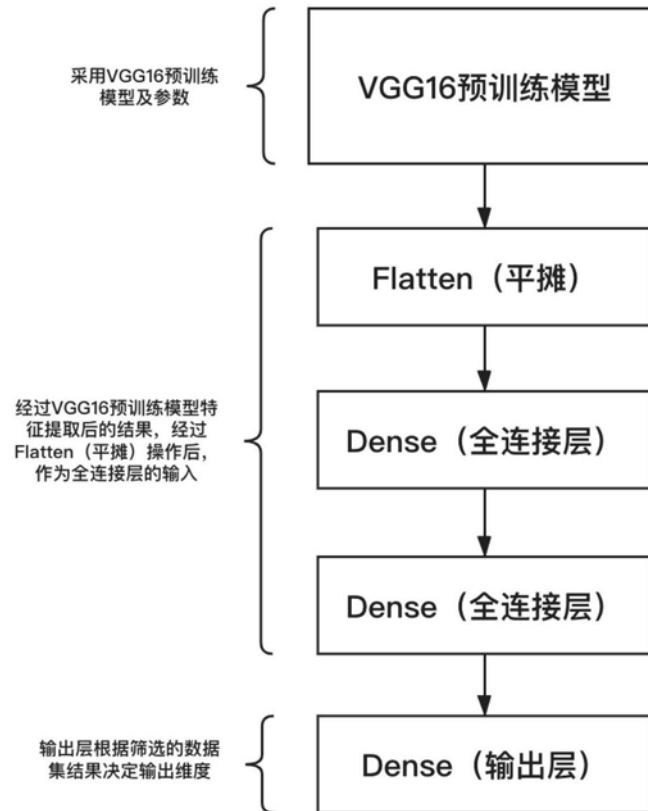 采用VGG16预训练
模型及参数
VGG16预训练模型
Flatten（平摊）
经过VGG16预训练模型特
征提取后的结果，经过
Flatten（平摊）操作后，
作为全连接层的输入
Dense（全连接层）
Dense（全连接层）
输出层根据筛选的数据
集结果决定输出维度
Dense（输出层）